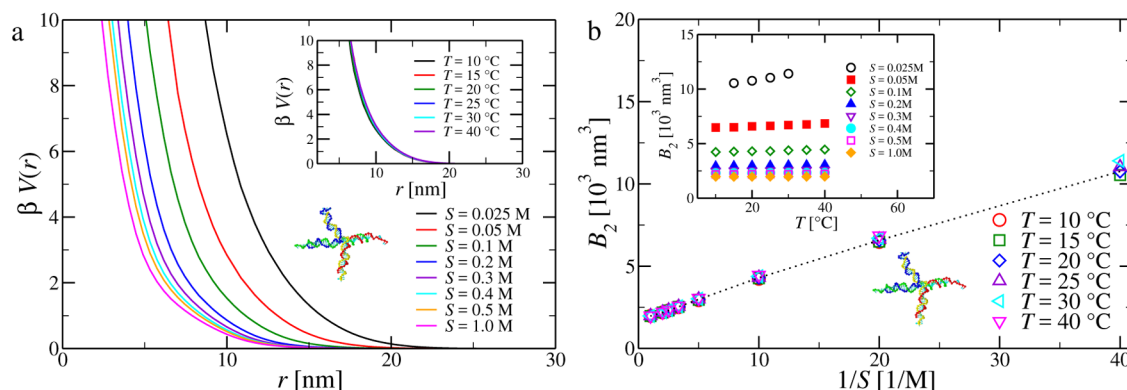 a
β V(r)
10
8
6
4
2
0
0
10
20
30
r [nm]
10
8
6
4
2
0
10
20
30
β V(r)
r [nm]
T = 10 °C
T = 15 °C
T = 20 °C
T = 25 °C
T = 30 °C
T = 40 °C
S = 0.025 M
S = 0.05 M
S = 0.1 M
S = 0.2 M
S = 0.3 M
S = 0.4 M
S = 0.5 M
S = 1.0 M
b
B2 [10³ nm³]
20
15
10
5
0
0
10
20
30
40
1/S [1/M]
15
10
5
0
0
20
40
60
B2 [10³ nm³]
T [°C]
S = 0.025M
S = 0.05M
S = 0.1M
S = 0.2M
S = 0.3M
S = 0.4M
S = 0.5M
S = 1.0M
T = 10 °C
T = 15 °C
T = 20 °C
T = 25 °C
T = 30 °C
T = 40 °C